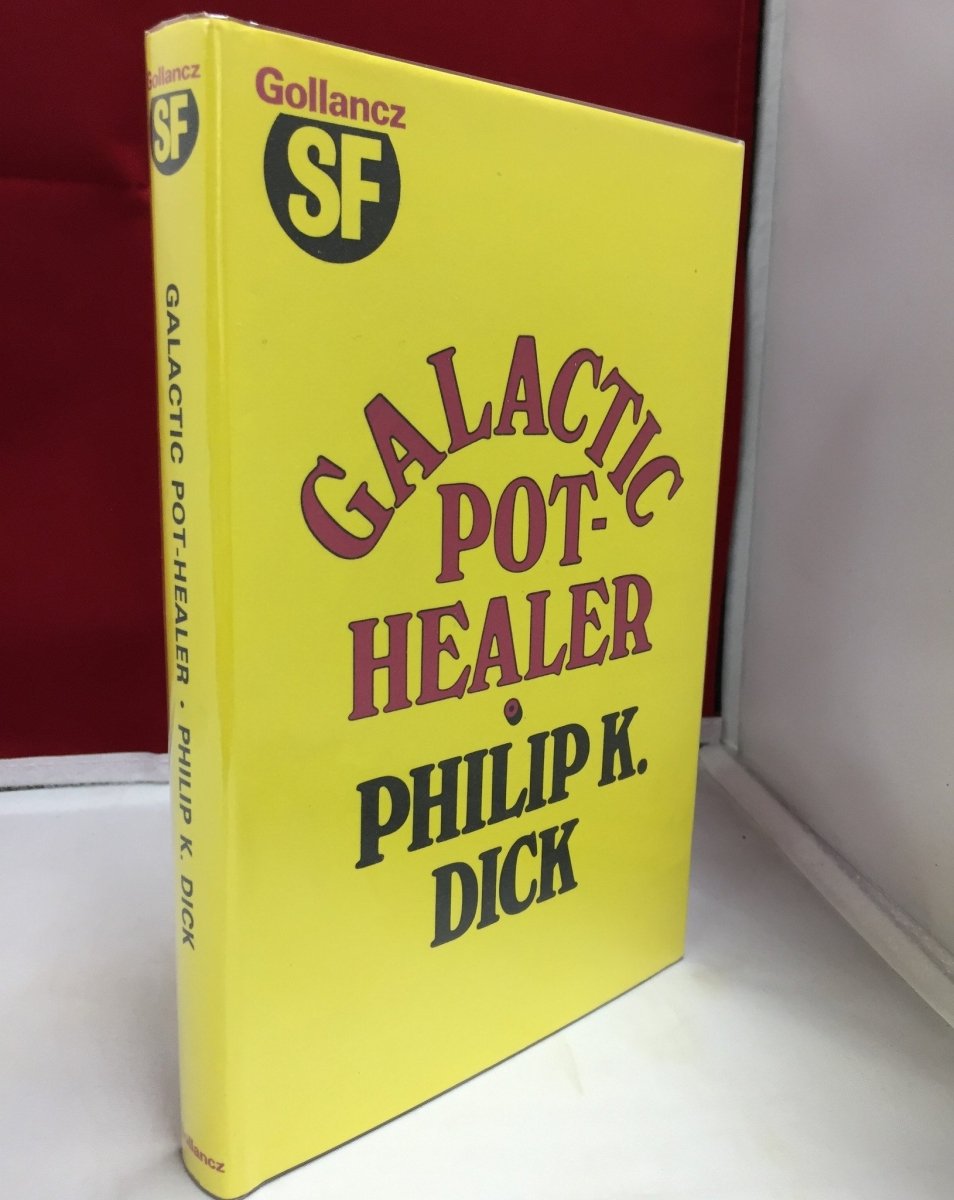 Gollancz
SF
GALACTIC POT-HEALER · PHILIP K. DICK
Gollancz
Gollancz
SF
GALACTIC
POT-
HEALER
PHILIP K.
DICK